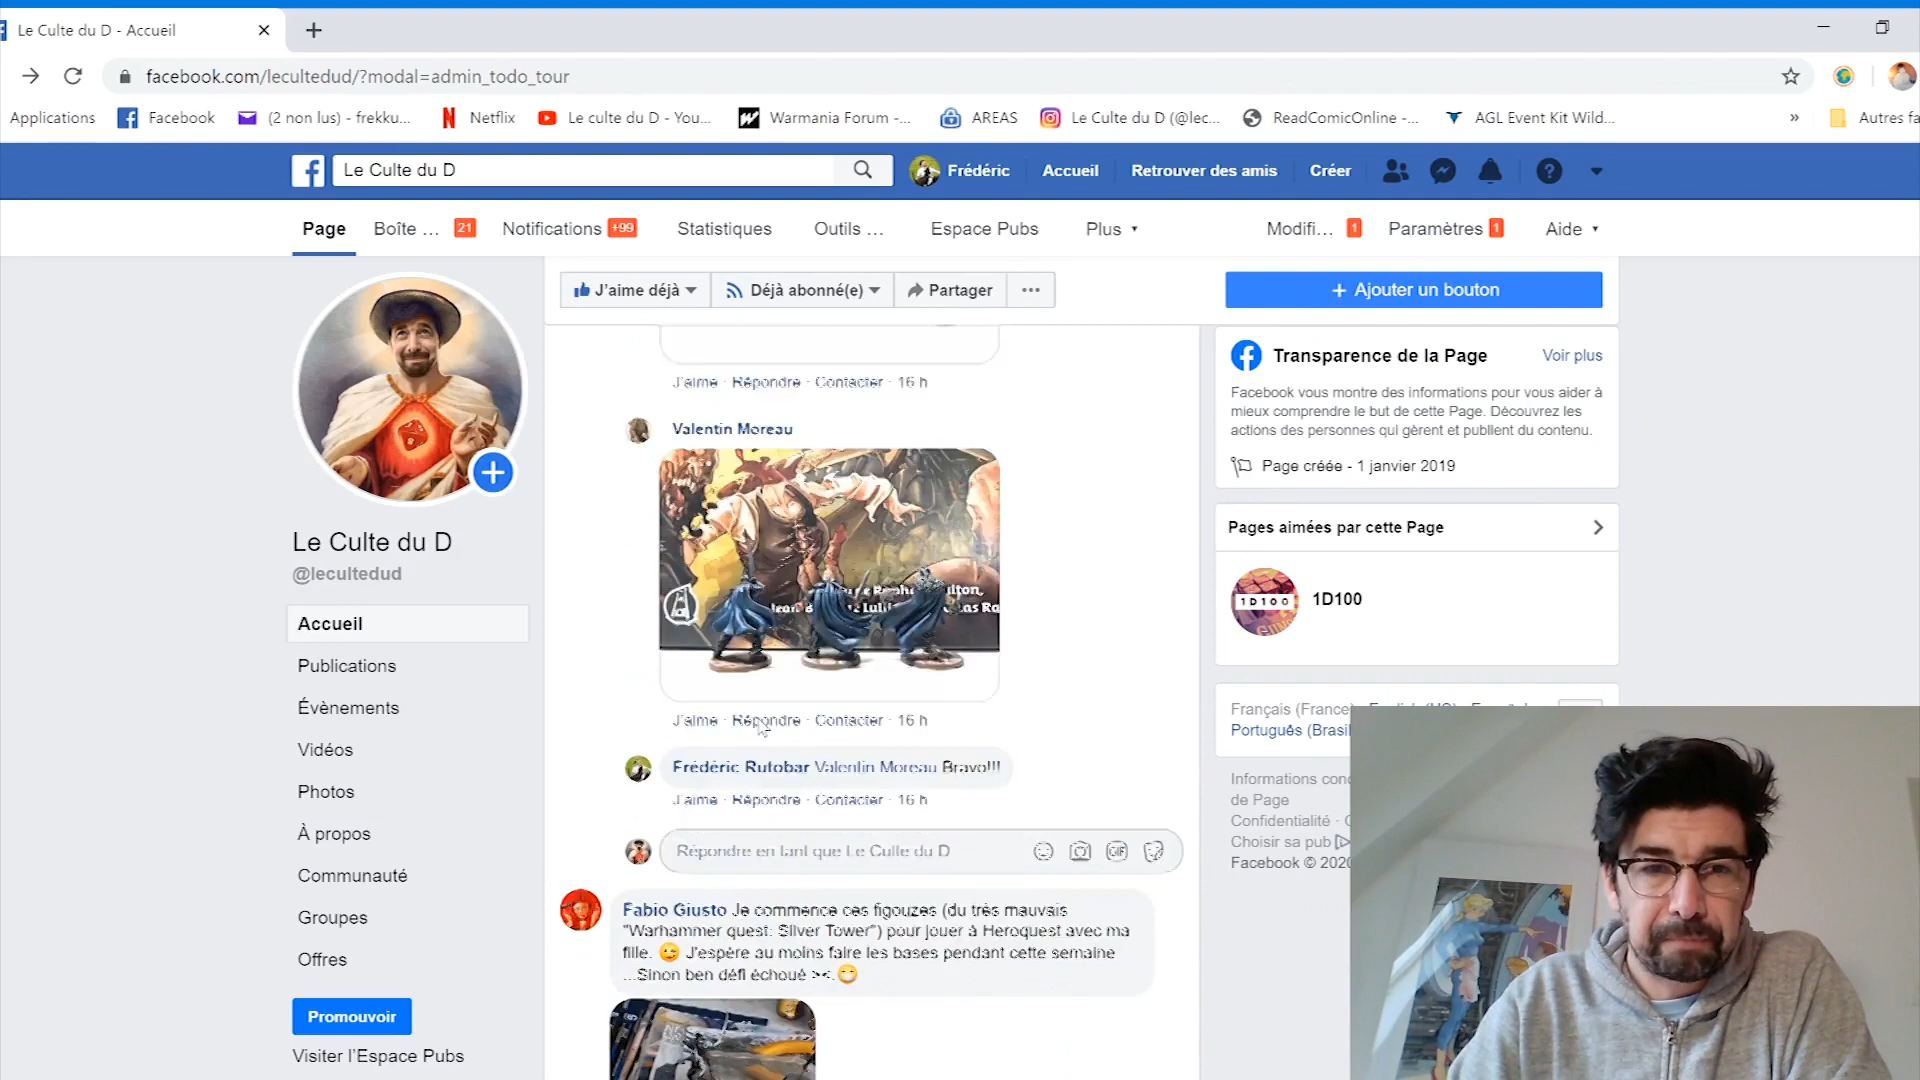 Le Culte du D - Accueil
facebook.com/lecultedud/?modal=admin_todo_tour
Applications
Facebook
(2 non lus) - frekku...
Netflix
Le culte du D - You...
Warmania Forum -...
AREAS
Le Culte du D (@lec...
ReadComicOnline -...
AGL Event Kit Wild...
»
Autres fa
Le Culte du D
Frédéric
Accueil
Retrouver des amis
Créer
Page
Boîte ...
21
Notifications
+99
Statistiques
Outils ...
Espace Pubs
Plus
Modifi...
1
Paramètres
1
Aide
J'aime déjà
Déjà abonné(e)
Partager
...
+ Ajouter un bouton
Le Culte du D
@lecultedud
Accueil
Publications
Évènements
Vidéos
Photos
À propos
Communauté
Groupes
Offres
Promouvoir
Visiter l'Espace Pubs
J'aime · Répondre · Contacter · 16 h
Valentin Moreau
J'aime · Répondre · Contacter · 16 h
Frédéric Rutobar Valentin Moreau Bravo!!!
J'aime · Répondre · Contacter · 16 h
Répondre en tant que Le Culte du D
GIF
Fabio Giusto Je commence ces figouzes (du très mauvais
"Warhammer quest: Silver Tower") pour jouer à Heroquest avec ma
fille. 😉 J'espère au moins faire les bases pendant cette semaine
...Sinon ben défi échoué ><.😁
Transparence de la Page
Voir plus
Facebook vous montre des informations pour vous aider à
mieux comprendre le but de cette Page. Découvrez les
actions des personnes qui gèrent et publient du contenu.
Page créée - 1 janvier 2019
Pages aimées par cette Page
1D100
1D100
Français (France)
Português (Brasil
Informations
de Page
Confidentialité ·
Choisir sa pub
Facebook © 2020